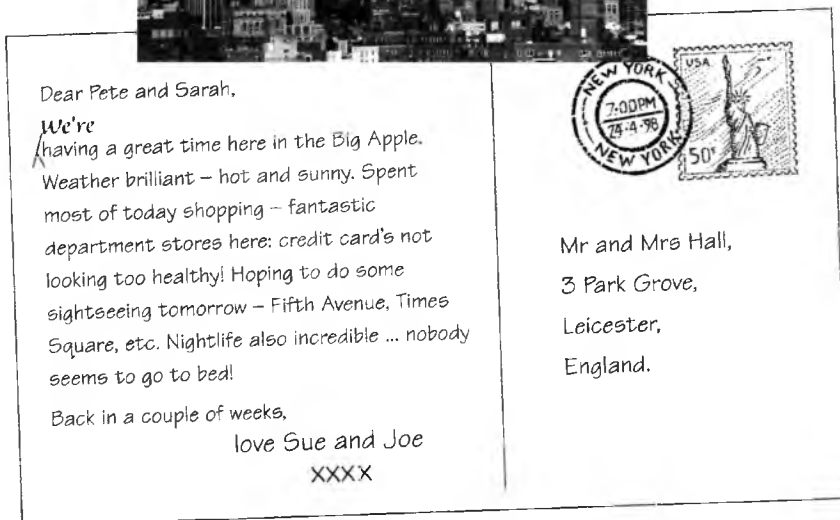 Dear Pete and Sarah,
We're
having a great time here in the Big Apple.
Weather brilliant – hot and sunny. Spent
most of today shopping – fantastic
department stores here: credit card's not
looking too healthy! Hoping to do some
sightseeing tomorrow – Fifth Avenue, Times
Square, etc. Nightlife also incredible ... nobody
seems to go to bed!
Back in a couple of weeks,
love Sue and Joe
XXXX
NEW YORK
7·00PM
24·4·98
NEW YORK
USA
50c
Mr and Mrs Hall,
3 Park Grove,
Leicester,
England.